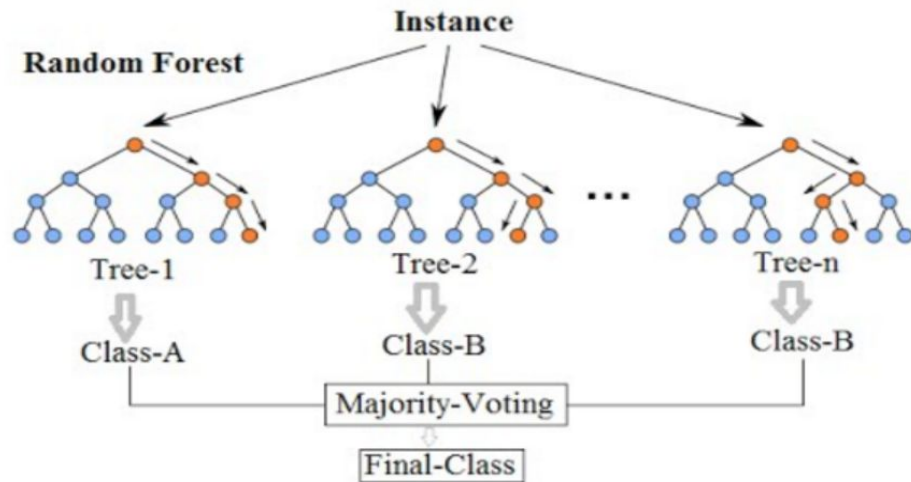 Instance
Random Forest
...
Tree-1
Tree-2
Tree-n
Class-A
Class-B
Class-B
Majority-Voting
Final-Class